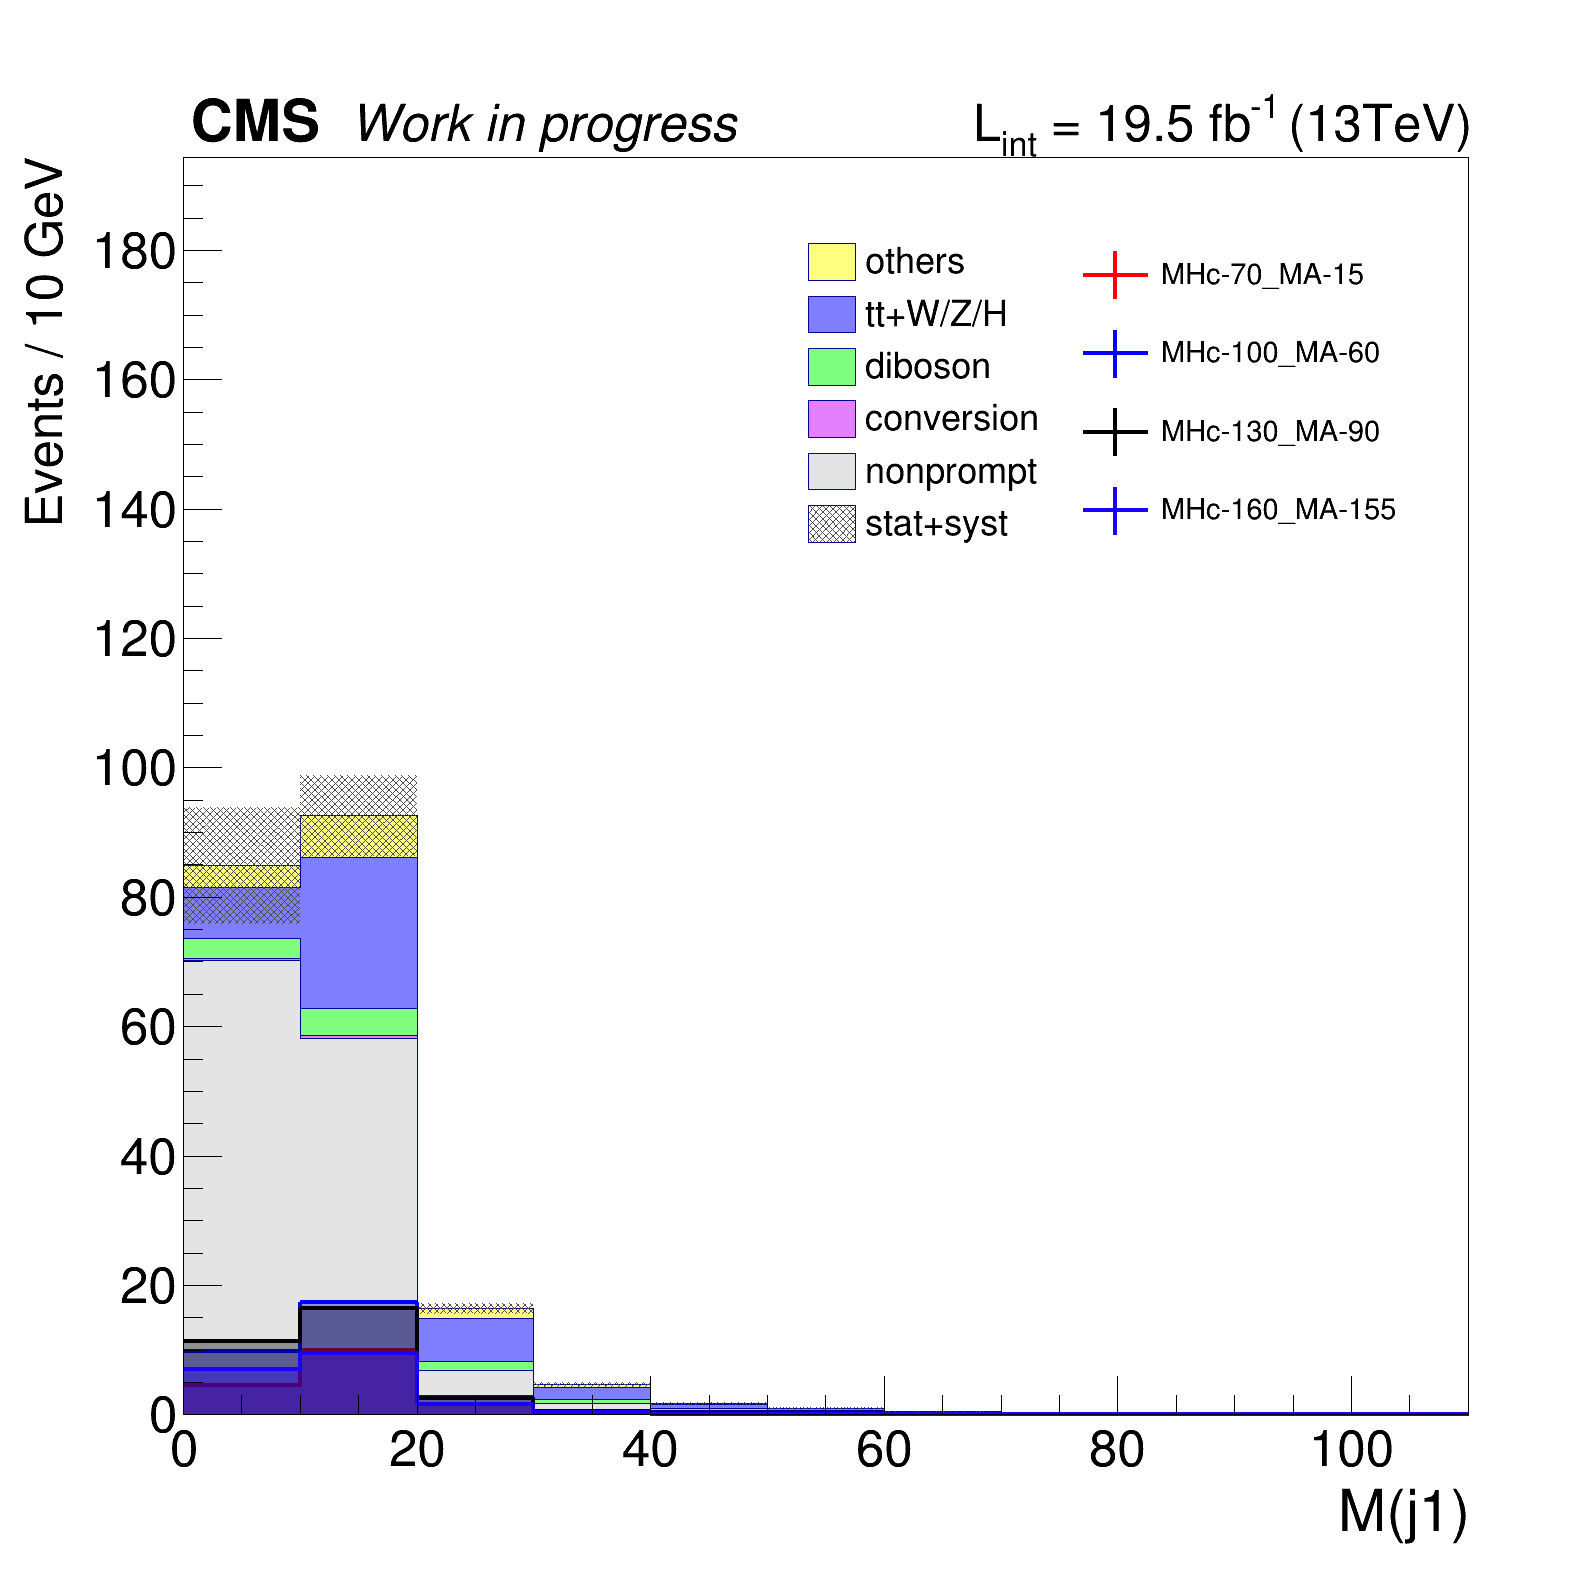 CMS Work in progress
L_int = 19.5 fb^-1 (13TeV)
Events / 10 GeV
180
160
140
120
100
80
60
40
20
0
others
tt+W/Z/H
diboson
conversion
nonprompt
stat+syst
MHc-70_MA-15
MHc-100_MA-60
MHc-130_MA-90
MHc-160_MA-155
0 20 40 60 80 100
M(j1)